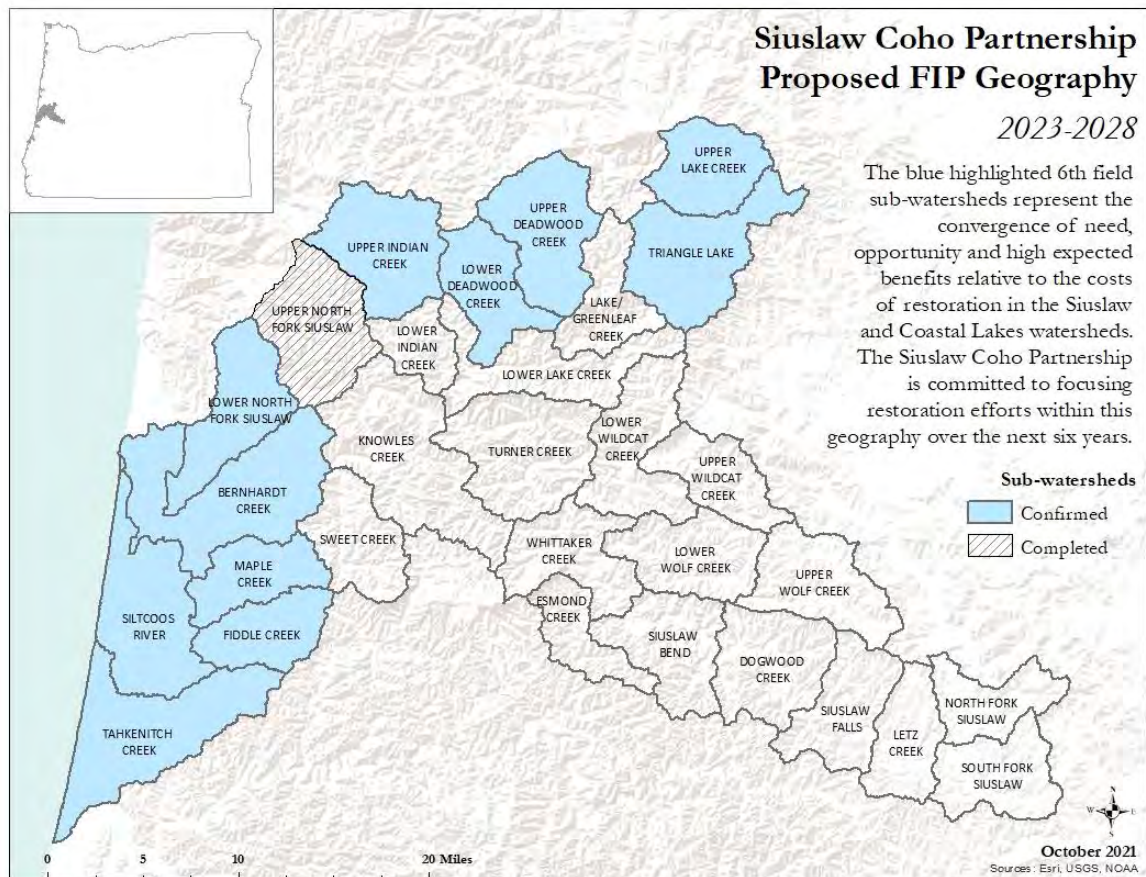 Siuslaw Coho Partnership
Proposed FIP Geography
2023-2028
The blue highlighted 6th field
sub-watersheds represent the
convergence of need,
opportunity and high expected
benefits relative to the costs
of restoration in the Siuslaw
and Coastal Lakes watersheds.
The Siuslaw Coho Partnership
is committed to focusing
restoration efforts within this
geography over the next six years.
Sub-watersheds
Confirmed
Completed
UPPER
LAKE CREEK
UPPER
DEADWOOD
CREEK
TRIANGLE LAKE
UPPER INDIAN
CREEK
LOWER
DEADWOOD
CREEK
LAKE/
GREENLEAF
CREEK
UPPER NORTH
FORK SIUSLAW
LOWER
INDIAN
CREEK
LOWER LAKE CREEK
LOWER NORTH
FORK SIUSLAW
KNOWLES
CREEK
TURNER CREEK
LOWER
WILDCAT
CREEK
UPPER
WILDCAT
CREEK
BERNHARDT
CREEK
SWEET CREEK
WHITTAKER
CREEK
LOWER
WOLF CREEK
UPPER
WOLF CREEK
MAPLE
CREEK
ESMOND
CREEK
SILTCOOS
RIVER
FIDDLE CREEK
SIUSLAW
BEND
DOGWOOD
CREEK
SIUSLAW
FALLS
LETZ
CREEK
NORTH FORK
SIUSLAW
SOUTH FORK
SIUSLAW
TAHKENITCH
CREEK
N
W E
S
0 5 10 20 Miles
October 2021
Sources: Esri, USGS, NOAA